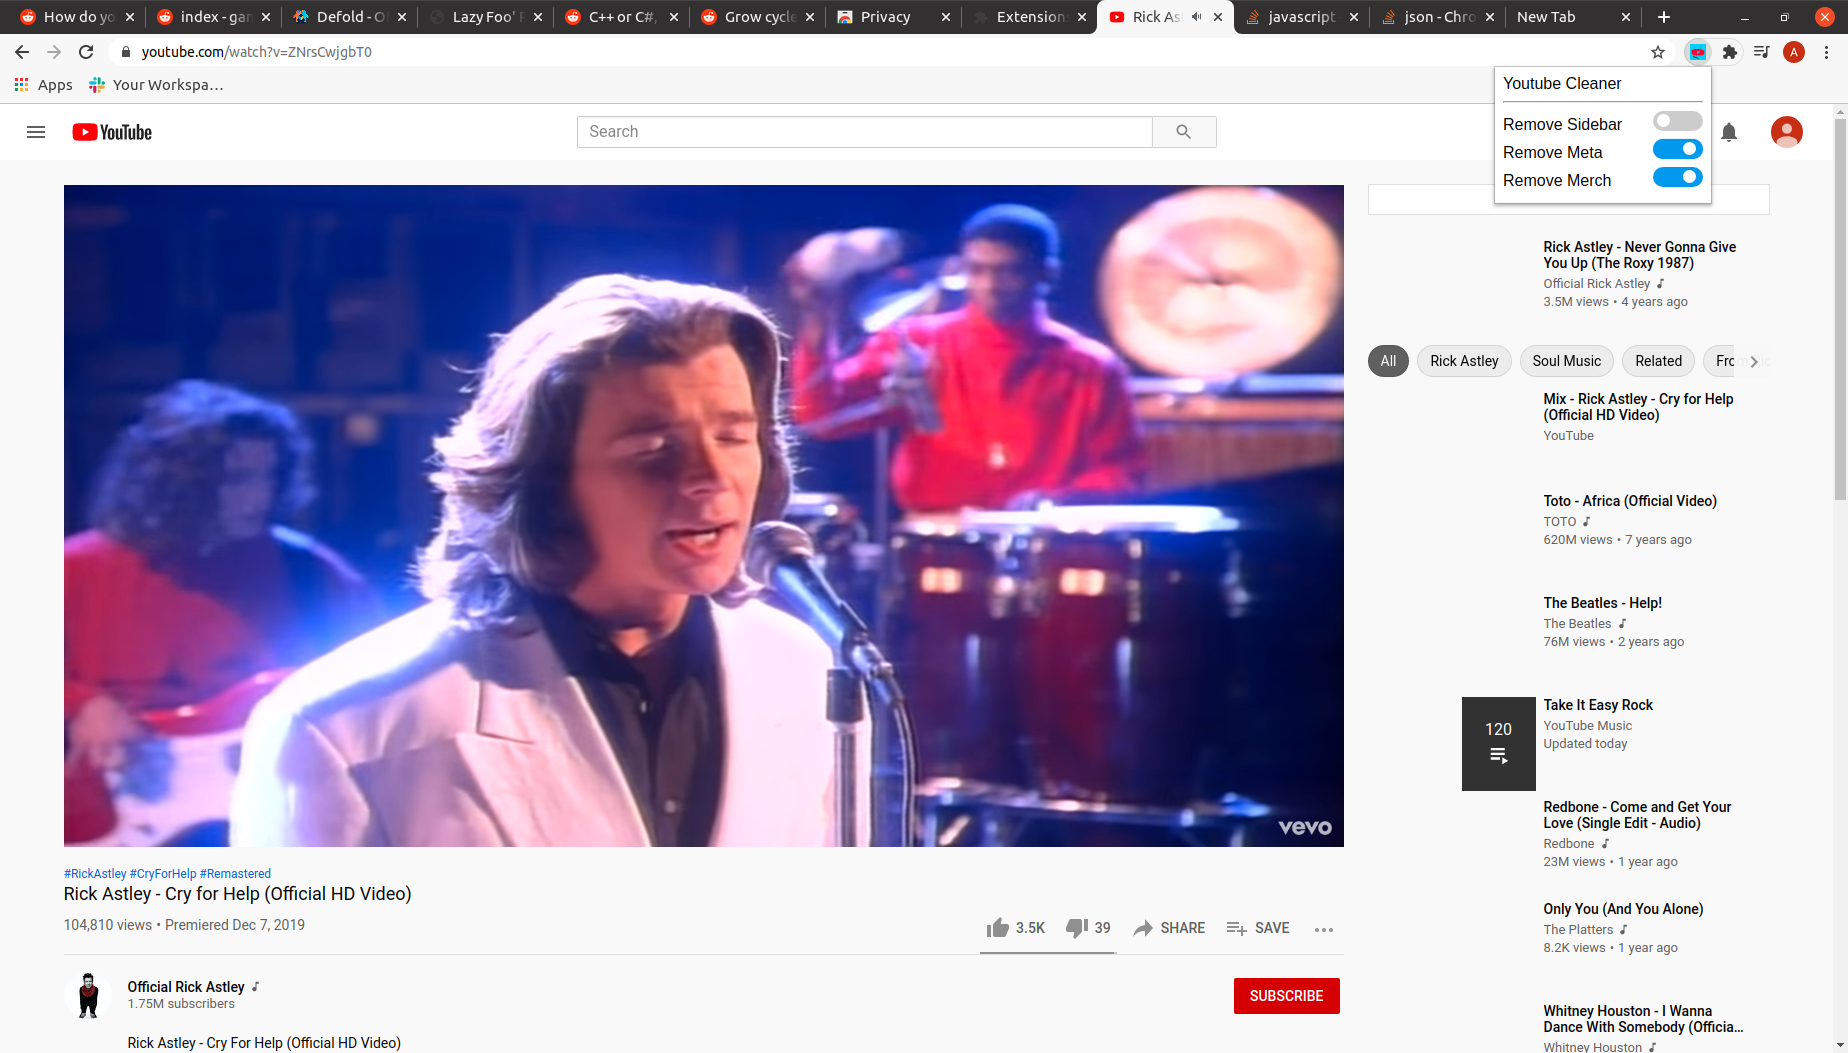 How do yo
index - gam
Defold - O
Lazy Foo' P
C++ or C#,
Grow cycle
Privacy
Extension
Rick As
javascript
json - Chro
New Tab
youtube.com/watch?v=ZNrsCwjgbT0
A
Apps
Your Workspa…
Youtube Cleaner
Remove Sidebar
Remove Meta
Remove Merch
YouTube
Search
vevo
#RickAstley #CryForHelp #Remastered
Rick Astley - Cry for Help (Official HD Video)
104,810 views • Premiered Dec 7, 2019
3.5K
39
SHARE
SAVE
Official Rick Astley
1.75M subscribers
SUBSCRIBE
Rick Astley - Cry For Help (Official HD Video)
Rick Astley - Never Gonna Give
You Up (The Roxy 1987)
Official Rick Astley
3.5M views • 4 years ago
All
Rick Astley
Soul Music
Related
From
Mix - Rick Astley - Cry for Help
(Official HD Video)
YouTube
Toto - Africa (Official Video)
TOTO
620M views • 7 years ago
The Beatles - Help!
The Beatles
76M views • 2 years ago
120
Take It Easy Rock
YouTube Music
Updated today
Redbone - Come and Get Your
Love (Single Edit - Audio)
Redbone
23M views • 1 year ago
Only You (And You Alone)
The Platters
8.2K views • 1 year ago
Whitney Houston - I Wanna
Dance With Somebody (Officia…
Whitney Houston